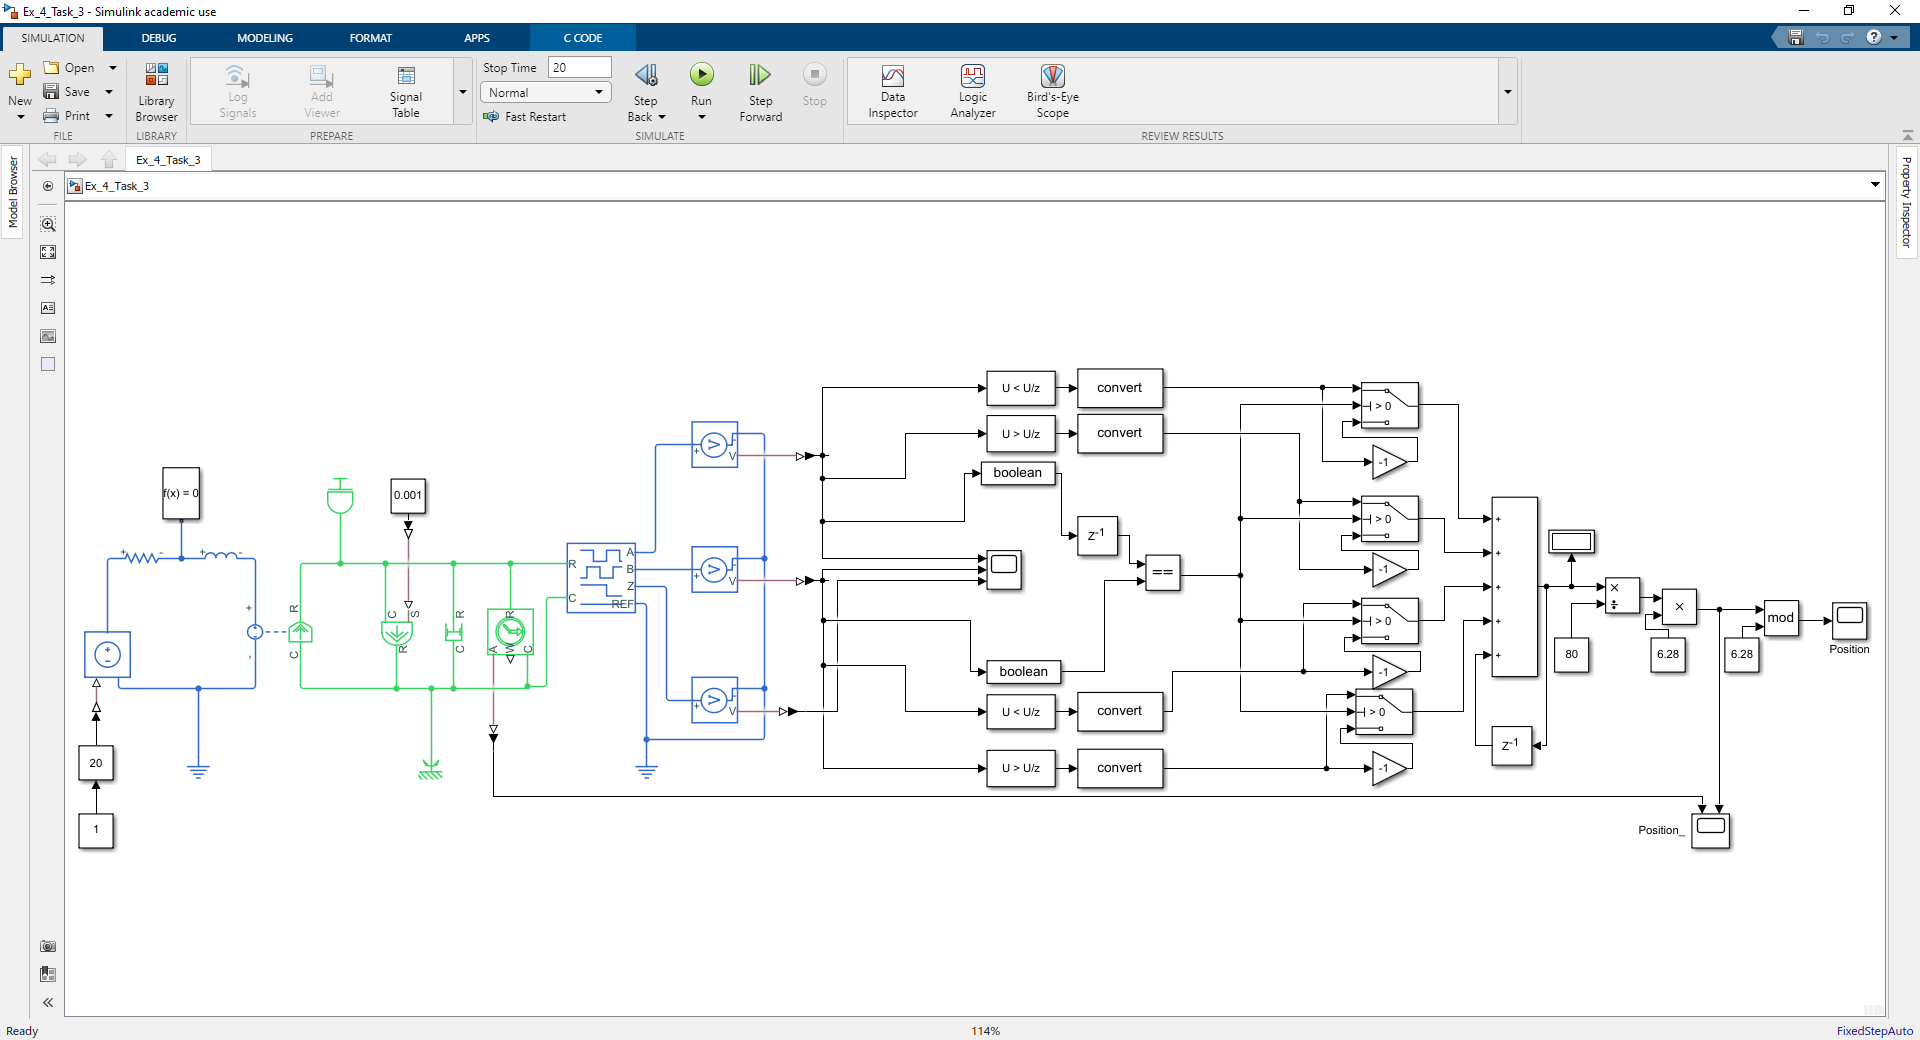 Ex_4_Task_3 - Simulink academic use
SIMULATION
DEBUG
MODELING
FORMAT
APPS
C CODE
New
Open
Save
Print
FILE
Library
Browser
LIBRARY
Log
Signals
Add
Viewer
Signal
Table
PREPARE
Stop Time 20
Normal
Fast Restart
Step
Back
Run
Step
Forward
Stop
SIMULATE
Data
Inspector
Logic
Analyzer
Bird's-Eye
Scope
REVIEW RESULTS
Model Browser
Ex_4_Task_3
Ex_4_Task_3
Property Inspector
U < U/z
convert
> 0
U > U/z
convert
-1
boolean
f(x) = 0
0.001
Z-1
> 0
R
A
B
Z
REF
C
V
V
V
==
-1
R
C
C
S
R
R
C
R
A
W
C
> 0
×
÷
×
mod
80
6.28
6.28
Position
boolean
-1
U < U/z
convert
> 0
20
Z-1
U > U/z
convert
-1
1
Position_
Ready
114%
FixedStepAuto